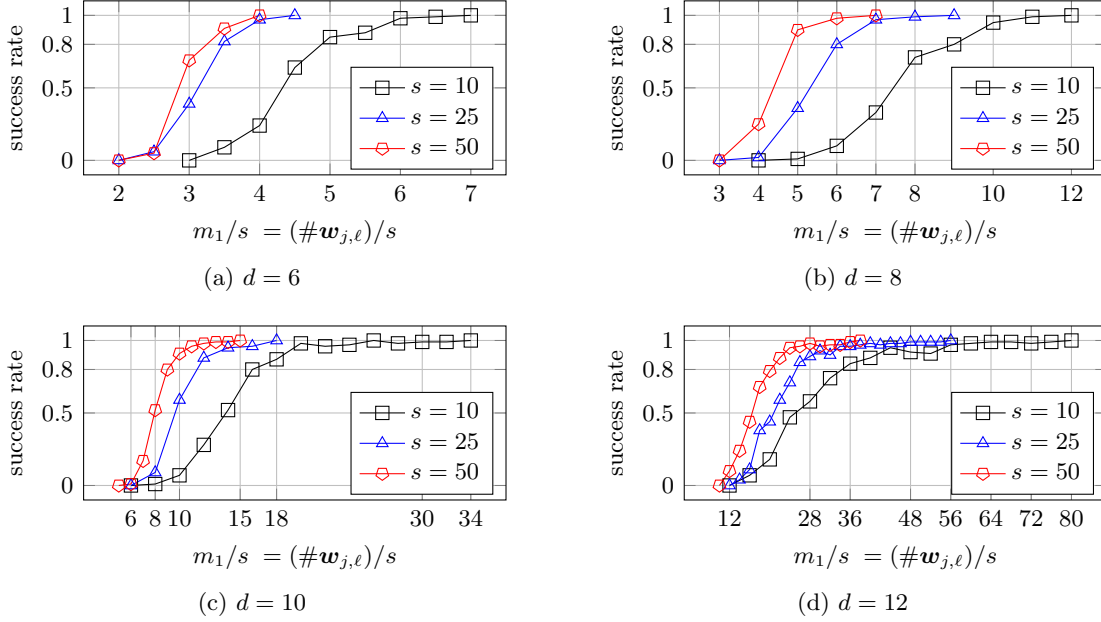 success rate
1
0.8
0.5
0
s = 10
s = 25
s = 50
2 3 4 5 6 7
m₁/s = (#𝒘ⱼ,ℓ)/s
(a) d = 6
success rate
1
0.8
0.5
0
s = 10
s = 25
s = 50
3 4 5 6 7 8 10 12
m₁/s = (#𝒘ⱼ,ℓ)/s
(b) d = 8
success rate
1
0.8
0.5
0
s = 10
s = 25
s = 50
6 8 10 15 18 30 34
m₁/s = (#𝒘ⱼ,ℓ)/s
(c) d = 10
success rate
1
0.8
0.5
0
s = 10
s = 25
s = 50
12 28 36 48 56 64 72 80
m₁/s = (#𝒘ⱼ,ℓ)/s
(d) d = 12